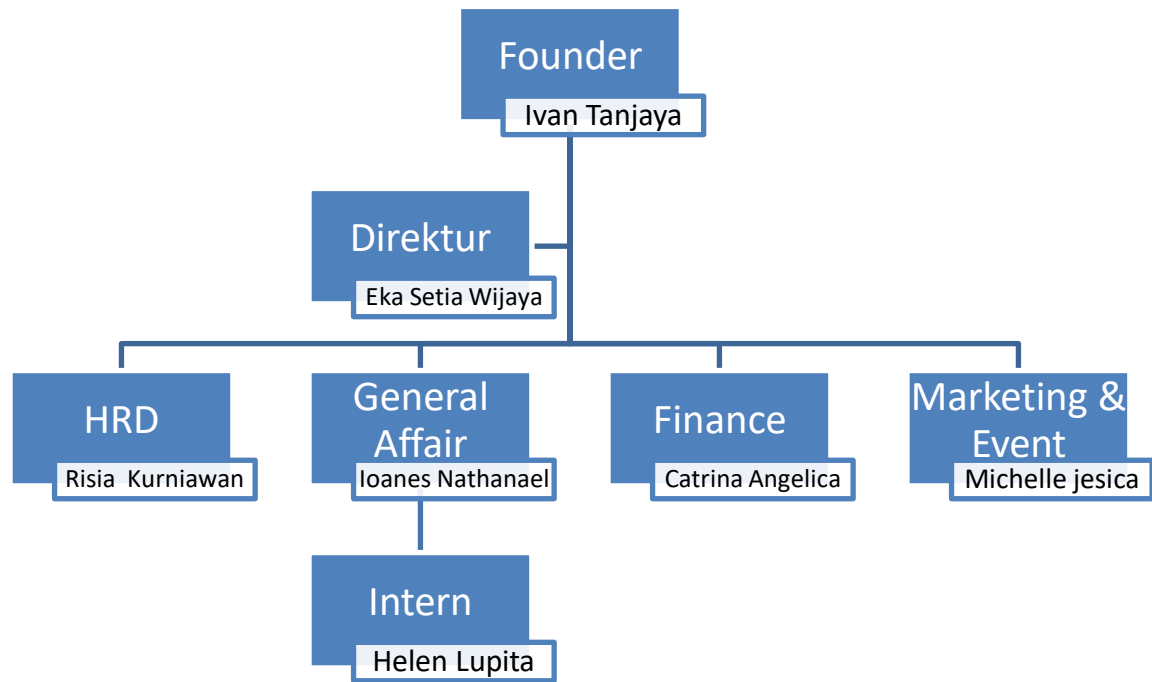 Founder
Ivan Tanjaya
Direktur
Eka Setia Wijaya
HRD
Risia Kurniawan
General
Affair
Ioanes Nathanael
Finance
Catrina Angelica
Marketing &
Event
Michelle jesica
Intern
Helen Lupita